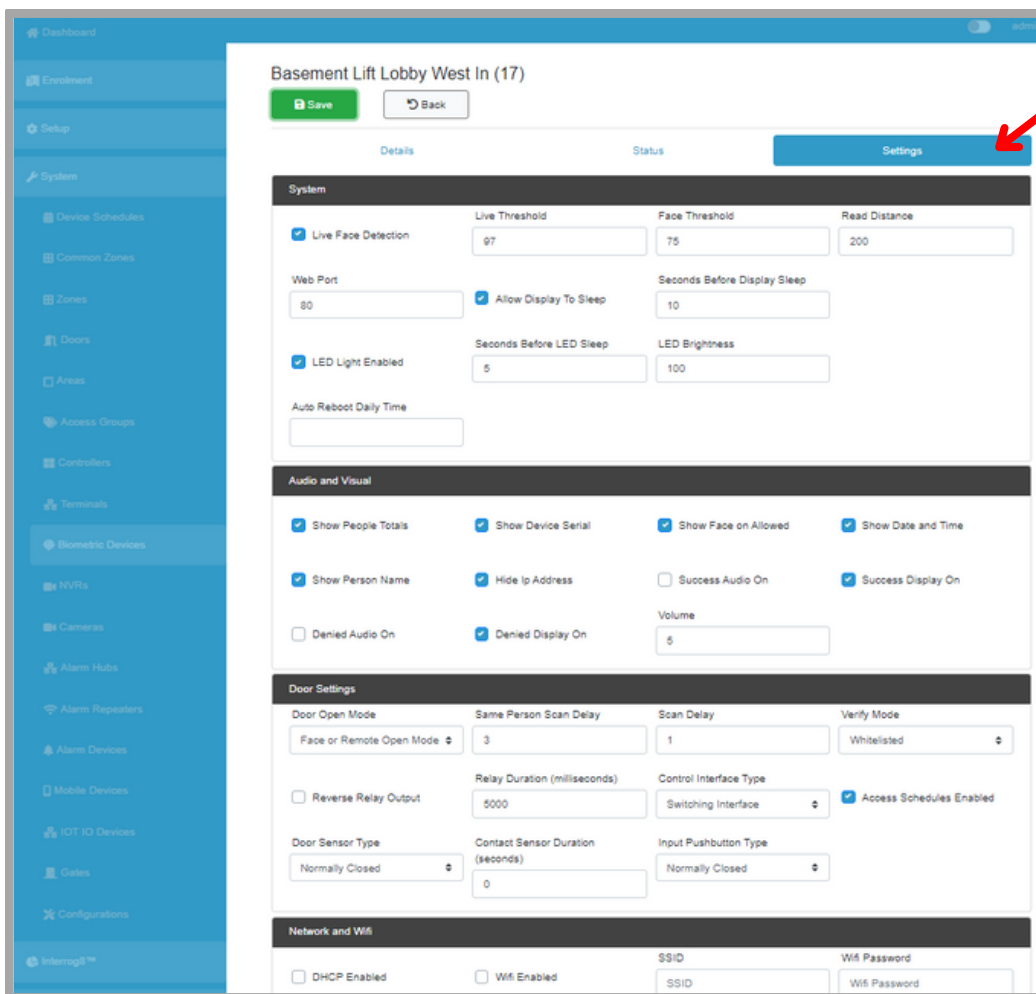 Dashboard
admi
Enrolment
Setup
System
Device Schedules
Common Zones
Zones
Doors
Areas
Access Groups
Controllers
Terminals
Biometric Devices
NVRs
Cameras
Alarm Hubs
Alarm Repeaters
Alarm Devices
Mobile Devices
IOT IO Devices
Gates
Configurations
Interrog8™
Basement Lift Lobby West In (17)
Save Back
Details Status Settings
System
Live Face Detection
Live Threshold
97
Face Threshold
75
Read Distance
200
Web Port
80
Allow Display To Sleep
Seconds Before Display Sleep
10
LED Light Enabled
Seconds Before LED Sleep
5
LED Brightness
100
Auto Reboot Daily Time
Audio and Visual
Show People Totals Show Device Serial Show Face on Allowed Show Date and Time
Show Person Name Hide Ip Address Success Audio On Success Display On
Denied Audio On Denied Display On
Volume
5
Door Settings
Door Open Mode
Face or Remote Open Mode
Same Person Scan Delay
3
Scan Delay
1
Verify Mode
Whitelisted
Reverse Relay Output
Relay Duration (milliseconds)
5000
Control Interface Type
Switching Interface
Access Schedules Enabled
Door Sensor Type
Normally Closed
Contact Sensor Duration
(seconds)
0
Input Pushbutton Type
Normally Closed
Network and Wifi
DHCP Enabled Wifi Enabled
SSID
SSID
Wifi Password
Wifi Password